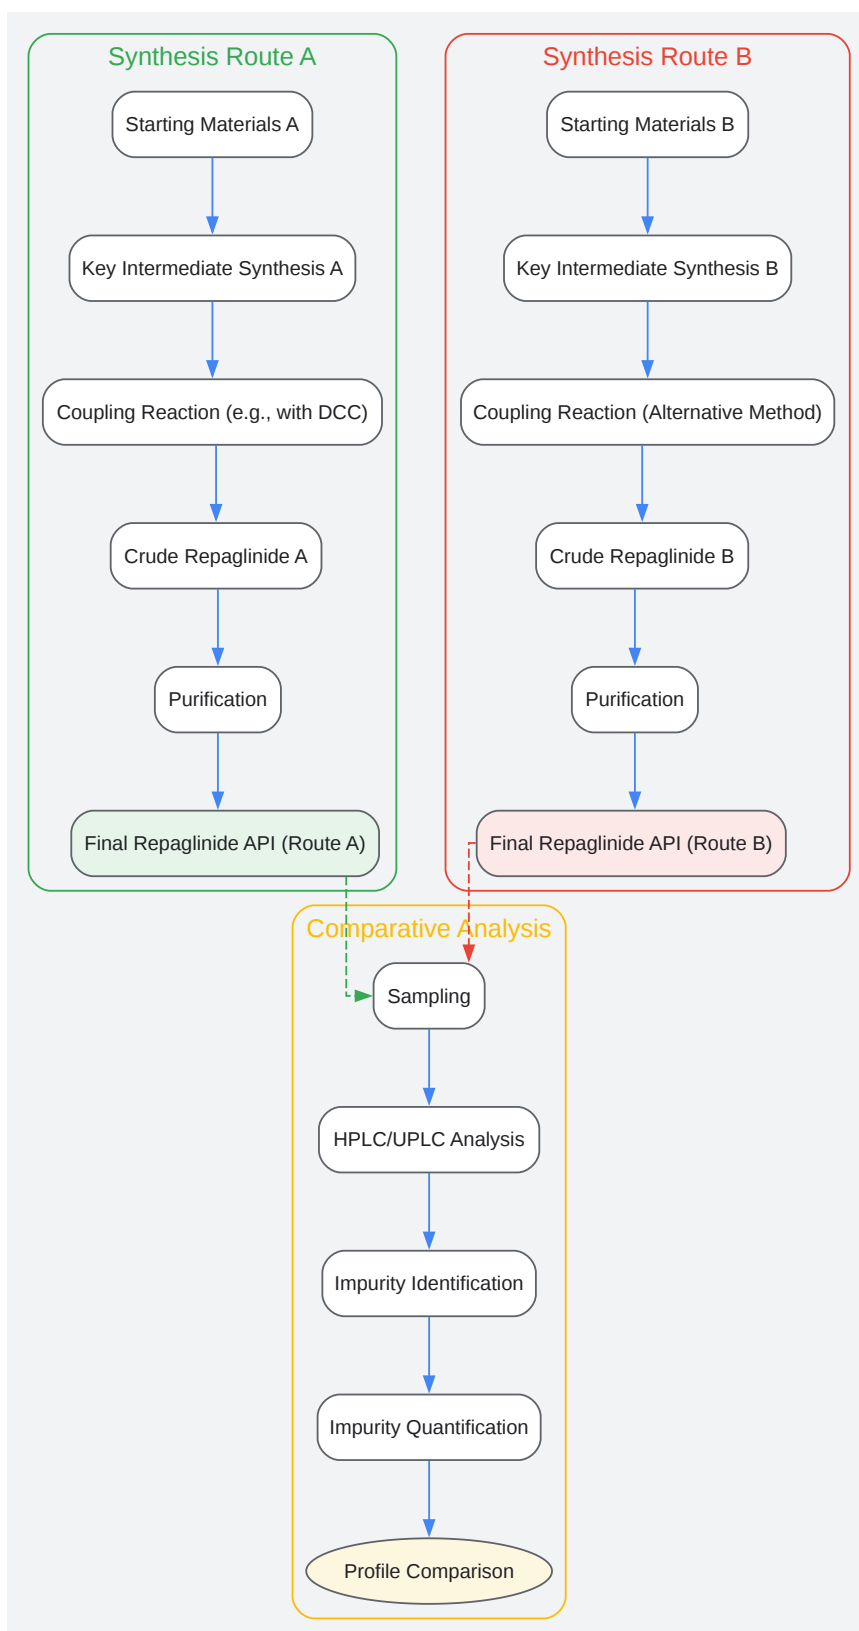 Synthesis Route A
Starting Materials A
Key Intermediate Synthesis A
Coupling Reaction (e.g., with DCC)
Crude Repaglinide A
Purification
Final Repaglinide API (Route A)
Synthesis Route B
Starting Materials B
Key Intermediate Synthesis B
Coupling Reaction (Alternative Method)
Crude Repaglinide B
Purification
Final Repaglinide API (Route B)
Comparative Analysis
Sampling
HPLC/UPLC Analysis
Impurity Identification
Impurity Quantification
Profile Comparison